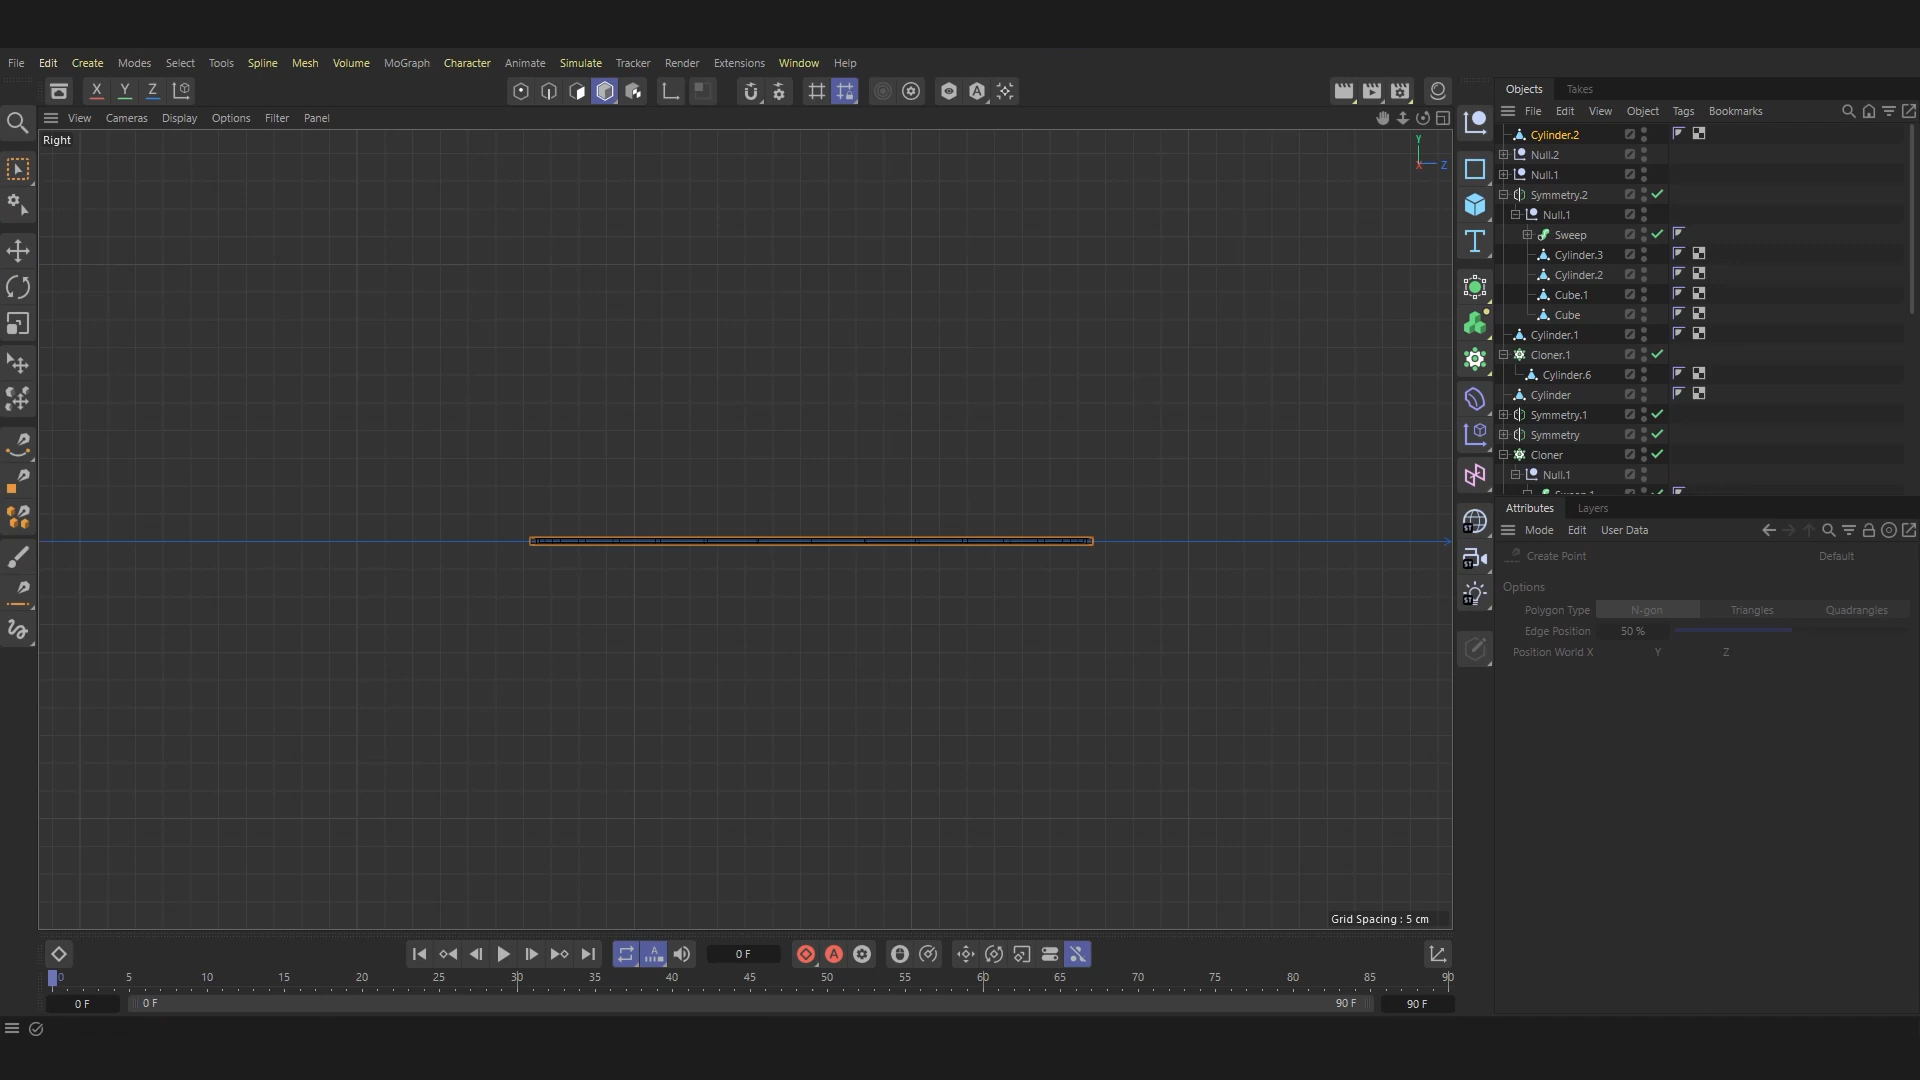 File Edit Create Modes Select Tools Spline Mesh Volume MoGraph Character Animate Simulate Tracker Render Extensions Window Help
X Y Z
View Cameras Display Options Filter Panel
Right
Y
X Z
Grid Spacing : 5 cm
Objects Takes
File Edit View Object Tags Bookmarks
Cylinder.2
Null.2
Null.1
Symmetry.2
Null.1
Sweep
Cylinder.3
Cylinder.2
Cube.1
Cube
Cylinder.1
Cloner.1
Cylinder.6
Cylinder
Symmetry.1
Symmetry
Cloner
Null.1
Sweep.1
Attributes Layers
Mode Edit User Data
Create Point Default
Options
Polygon Type N-gon Triangles Quadrangles
Edge Position 50 %
Position World X Y Z
0 F
0 5 10 15 20 25 30 35 40 45 50 55 60 65 70 75 80 85 90
0 F 0 F 90 F 90 F